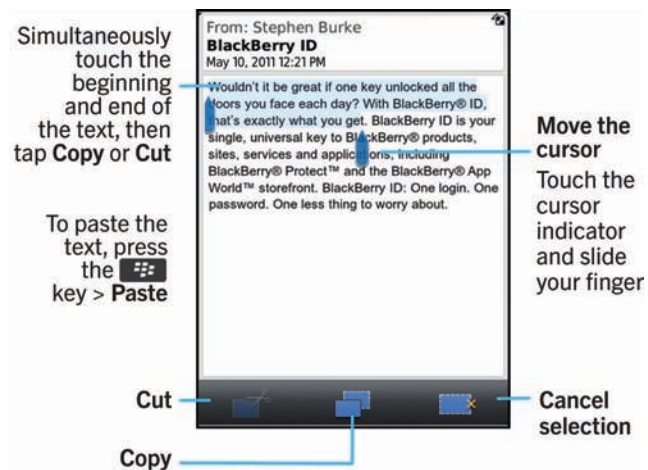 Simultaneously
touch the
beginning
and end of
the text, then
tap Copy or Cut
To paste the
text, press
the
key > Paste
From: Stephen Burke
BlackBerry ID
May 10, 2011 12:21 PM
Wouldn't it be great if one key unlocked all the
doors you face each day? With BlackBerry® ID,
that's exactly what you get. BlackBerry ID is your
single, universal key to BlackBerry® products,
sites, services and applications, including
BlackBerry® Protect™ and the BlackBerry® App
World™ storefront. BlackBerry ID: One login. One
password. One less thing to worry about.
Move the
cursor
Touch the
cursor
indicator
and slide
your finger
Cut
Copy
Cancel
selection